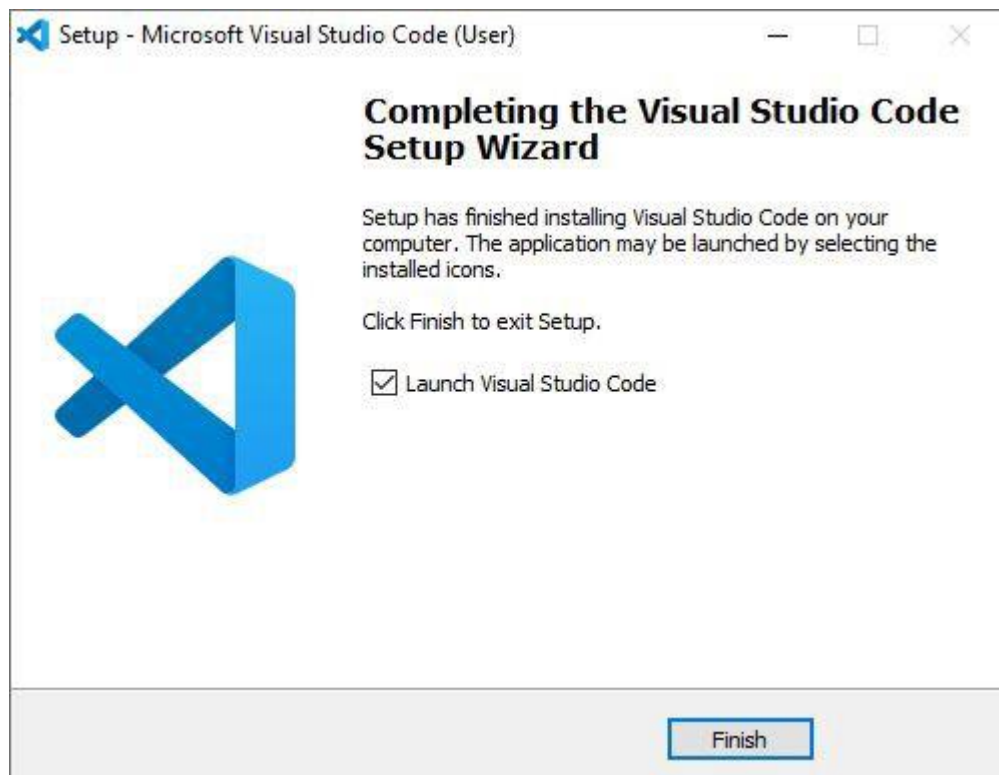 Setup - Microsoft Visual Studio Code (User)
Completing the Visual Studio Code
Setup Wizard
Setup has finished installing Visual Studio Code on your
computer. The application may be launched by selecting the
installed icons.
Click Finish to exit Setup.
Launch Visual Studio Code
Finish